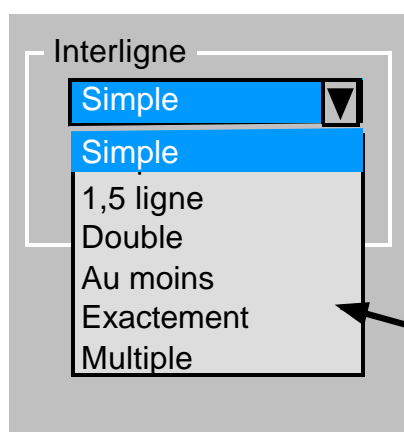 Interligne
Simple
Simple
1,5 ligne
Double
Au moins
Exactement
Multiple